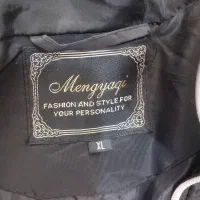 Mengyaqi
FASHION AND STYLE FOR
YOUR PERSONALITY
XL